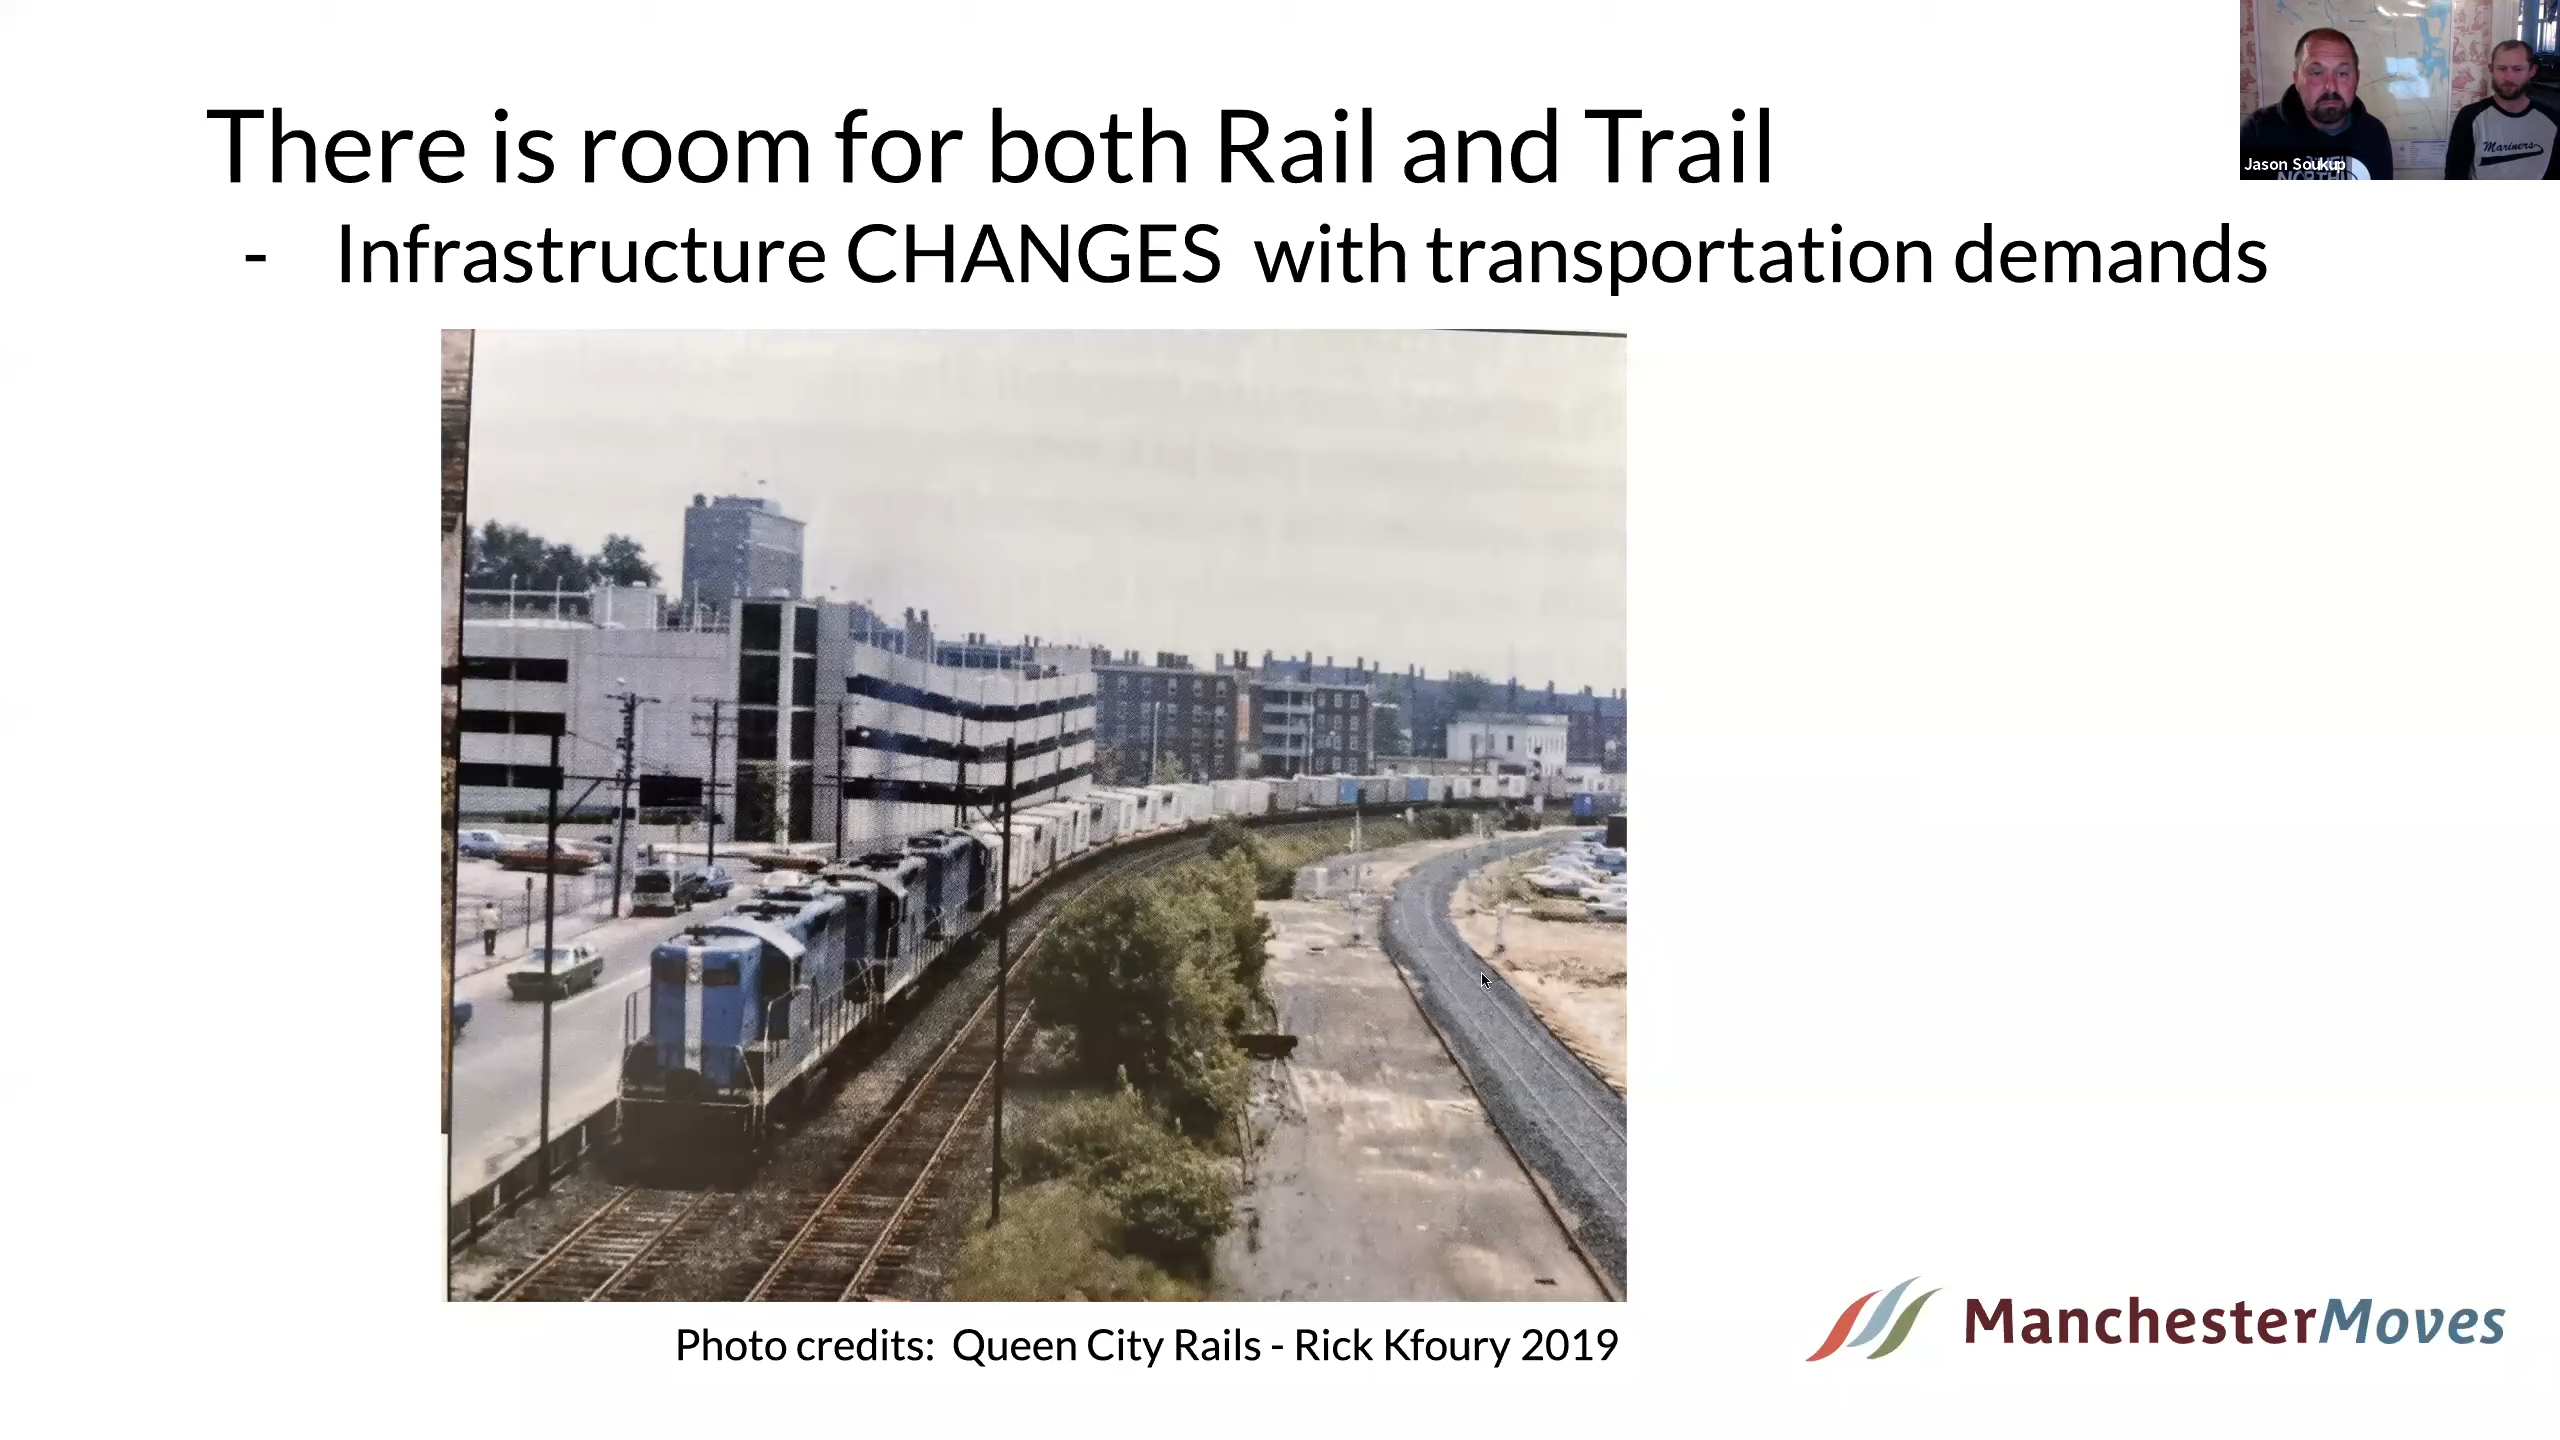 There is room for both Rail and Trail
- Infrastructure CHANGES with transportation demands
Jason Soukup
Mariners
Photo credits: Queen City Rails - Rick Kfoury 2019
ManchesterMoves